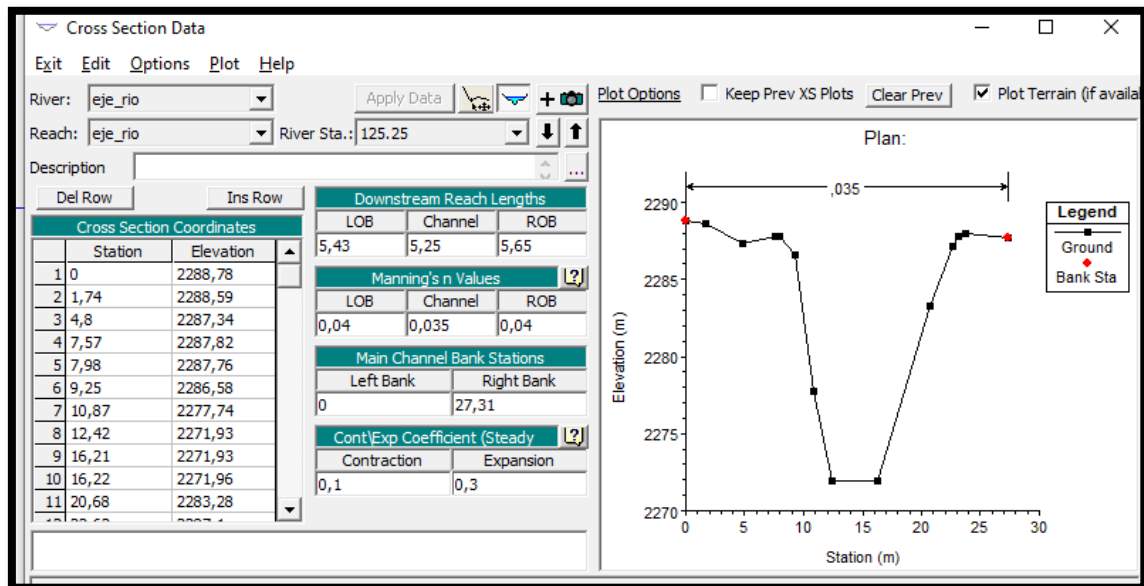 Cross Section Data
Exit Edit Options Plot Help
River: eje_rio Apply Data
Plot Options Keep Prev XS Plots Clear Prev Plot Terrain (if availa
Reach: eje_rio River Sta.: 125.25
Description ...
Del Row Ins Row
Cross Section Coordinates
Station Elevation
1 0 2288,78
2 1,74 2288,59
3 4,8 2287,34
4 7,57 2287,82
5 7,98 2287,76
6 9,25 2286,58
7 10,87 2277,74
8 12,42 2271,93
9 16,21 2271,93
10 16,22 2271,96
11 20,68 2283,28
Downstream Reach Lengths
LOB Channel ROB
5,43 5,25 5,65
Manning's n Values
LOB Channel ROB
0,04 0,035 0,04
Main Channel Bank Stations
Left Bank Right Bank
0 27,31
Cont\Exp Coefficient (Steady
Contraction Expansion
0,1 0,3
Plan:
,035
2290
2285
2280
2275
2270
Elevation (m)
0 5 10 15 20 25 30
Station (m)
Legend
Ground
Bank Sta